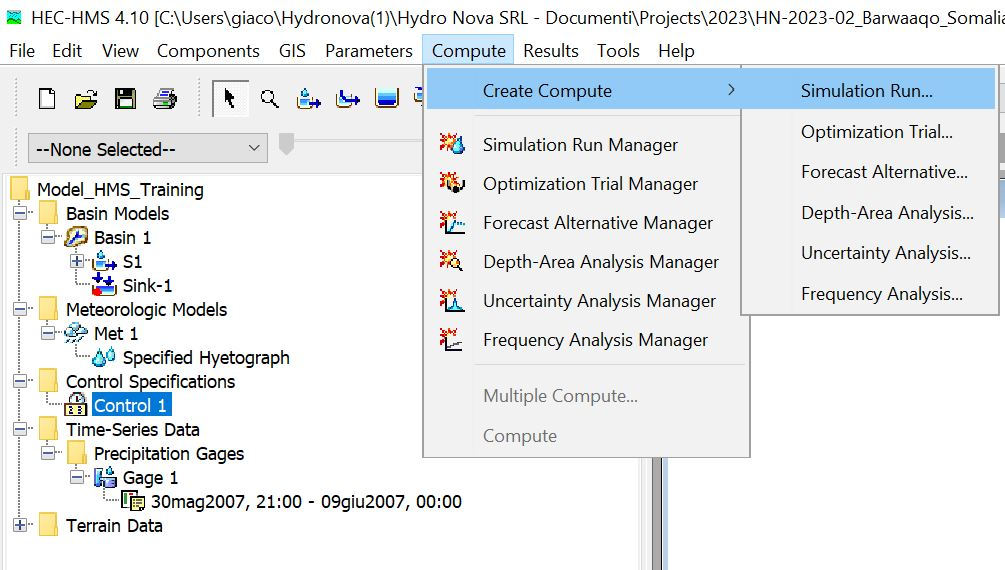 HEC-HMS 4.10 [C:\Users\giaco\Hydronova(1)\Hydro Nova SRL - Documenti\Projects\2023\HN-2023-02_Barwaaqo_Somalia
File Edit View Components GIS Parameters Compute Results Tools Help
--None Selected--
Model_HMS_Training
Basin Models
Basin 1
S1
Sink-1
Meteorologic Models
Met 1
Specified Hyetograph
Control Specifications
Control 1
Time-Series Data
Precipitation Gages
Gage 1
30mag2007, 21:00 - 09giu2007, 00:00
Terrain Data
Create Compute
Simulation Run Manager
Optimization Trial Manager
Forecast Alternative Manager
Depth-Area Analysis Manager
Uncertainty Analysis Manager
Frequency Analysis Manager
Multiple Compute...
Compute
Simulation Run...
Optimization Trial...
Forecast Alternative...
Depth-Area Analysis...
Uncertainty Analysis...
Frequency Analysis...